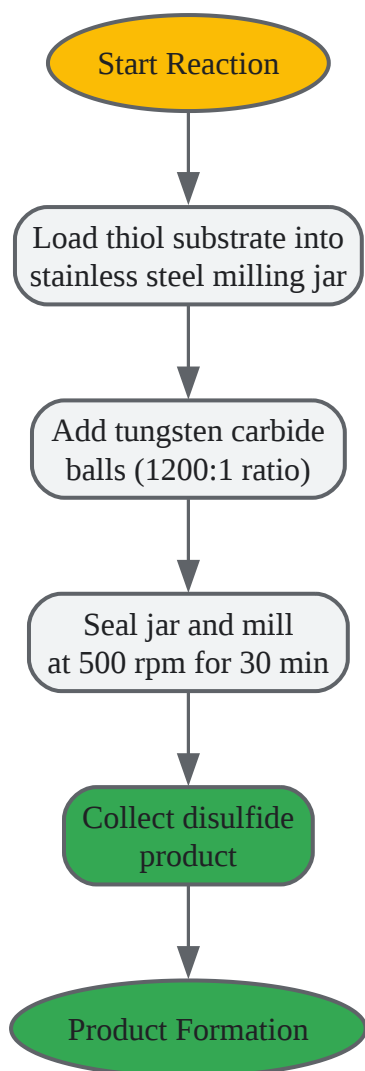 Start Reaction
Load thiol substrate into
stainless steel milling jar
Add tungsten carbide
balls (1200:1 ratio)
Seal jar and mill
at 500 rpm for 30 min
Collect disulfide
product
Product Formation